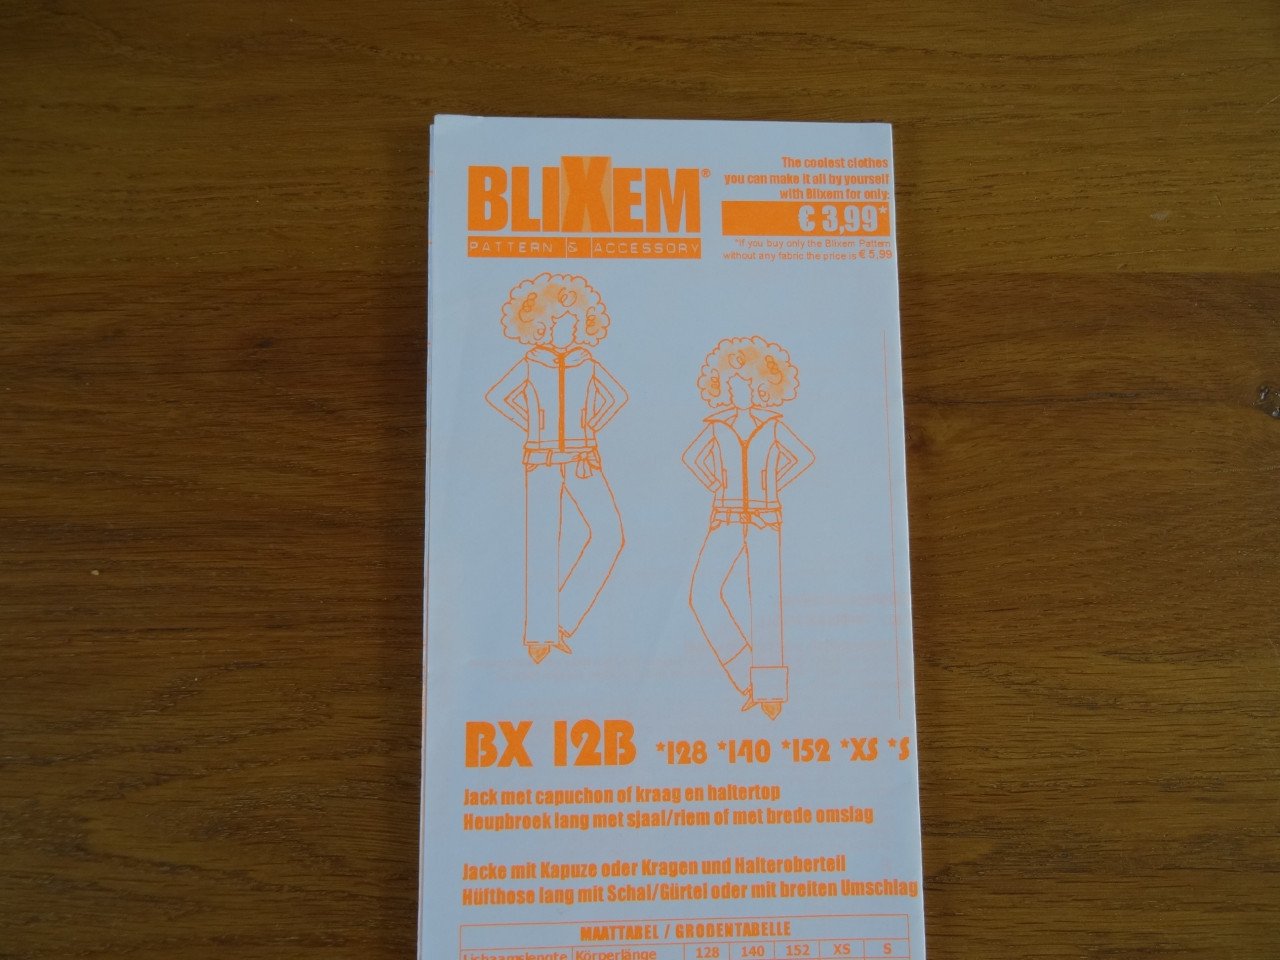 BLIXEM®
PATTERN & ACCESSORY
The coolest clothes
you can make it all by yourself
with Blixem for only:
€ 3,99*
*If you buy only the Blixem Pattern
without any fabric the price is € 5,99
BX 12B *128 *140 *152 *XS *S
Jack met capuchon of kraag en haltertop
Heupbroek lang met sjaal/riem of met brede omslag
Jacke mit Kapuze oder Kragen und Halteroberteil
Hüfthose lang mit Schal/Gürtel oder mit breiten Umschlag
MAATTABEL / GRÖDENTABELLE
Lichaamslengte Körperlänge 128 140 152 XS S